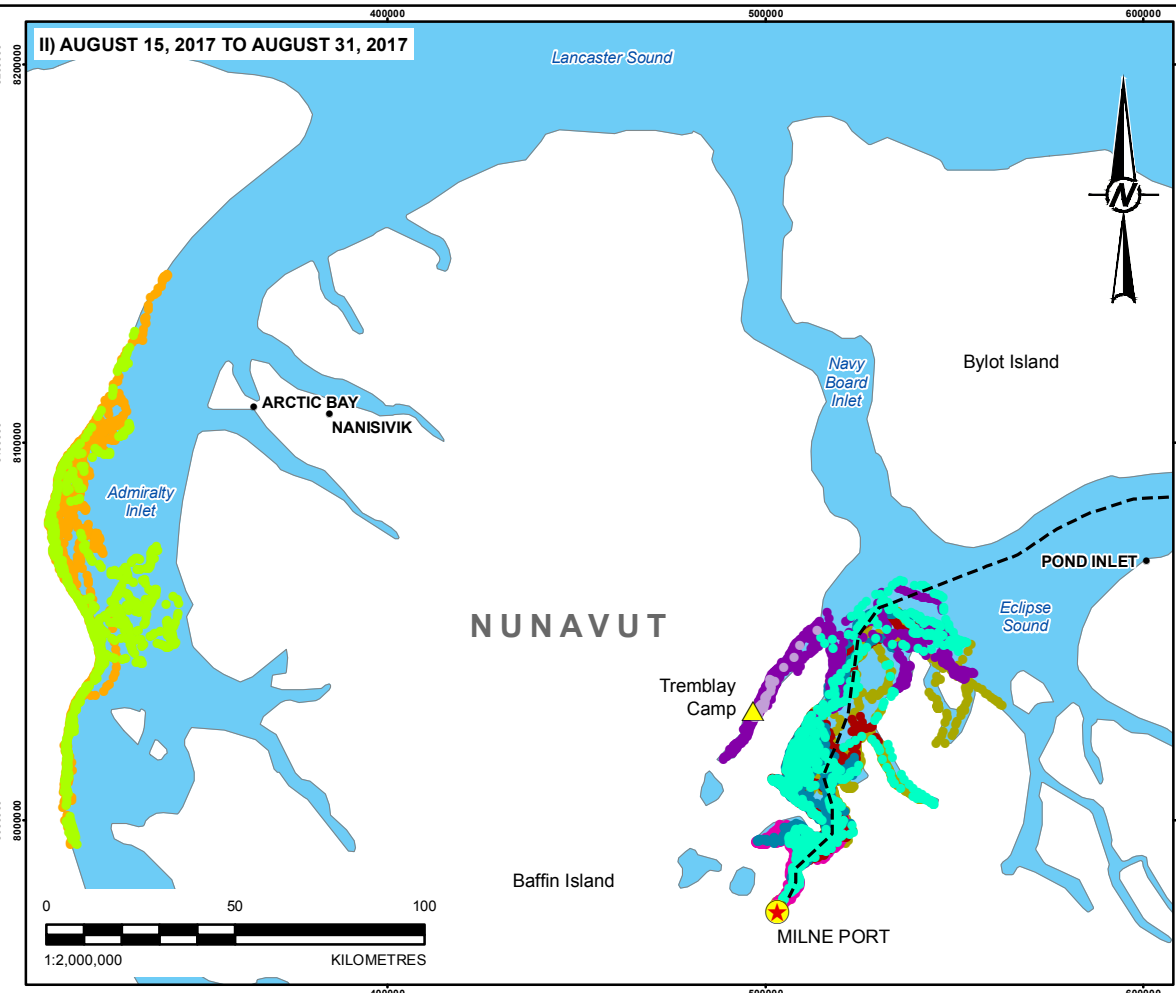 400000
500000
600000
II) AUGUST 15, 2017 TO AUGUST 31, 2017
8200000
Lancaster Sound
N
Navy
Board
Inlet
Bylot Island
ARCTIC BAY
NANISIVIK
Admiralty
Inlet
POND INLET
Eclipse
Sound
NUNAVUT
Tremblay
Camp
Baffin Island
MILNE PORT
0
50
100
1:2,000,000
KILOMETRES